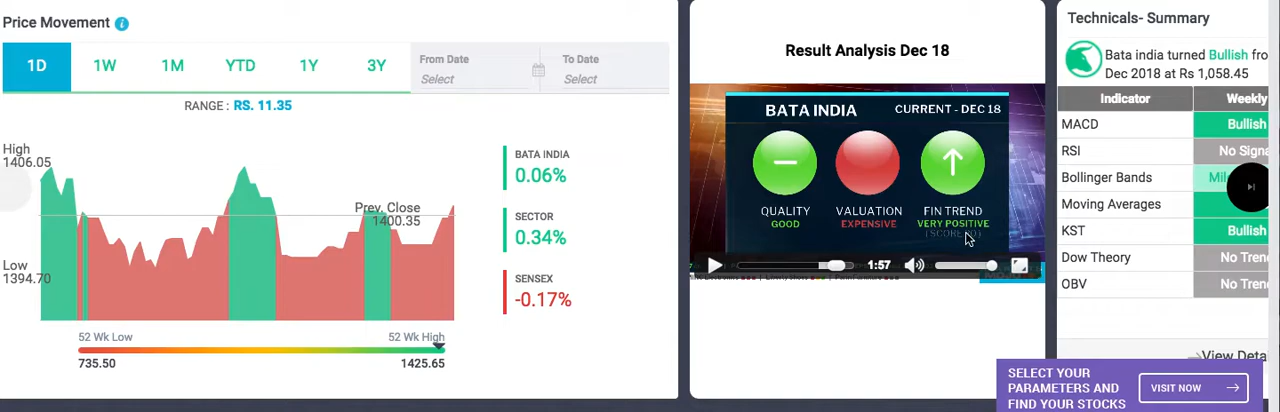 Price Movement i
1D 1W 1M YTD 1Y 3Y
From Date
Select
To Date
Select
RANGE : RS. 11.35
High
1406.05
Prev. Close
1400.35
Low
1394.70
BATA INDIA
0.06%
SECTOR
0.34%
SENSEX
-0.17%
52 Wk Low 52 Wk High
735.50 1425.65
Result Analysis Dec 18
BATA INDIA CURRENT - DEC 18
QUALITY
GOOD
VALUATION
EXPENSIVE
FIN TREND
VERY POSITIVE
1:57
Technicals- Summary
Bata india turned Bullish fro
Dec 2018 at Rs 1,058.45
Indicator Weekly
MACD Bullish
RSI No Signa
Bollinger Bands Mil
Moving Averages
KST Bullish
Dow Theory No Tren
OBV No Tren
View Deta
SELECT YOUR
PARAMETERS AND
FIND YOUR STOCKS
VISIT NOW